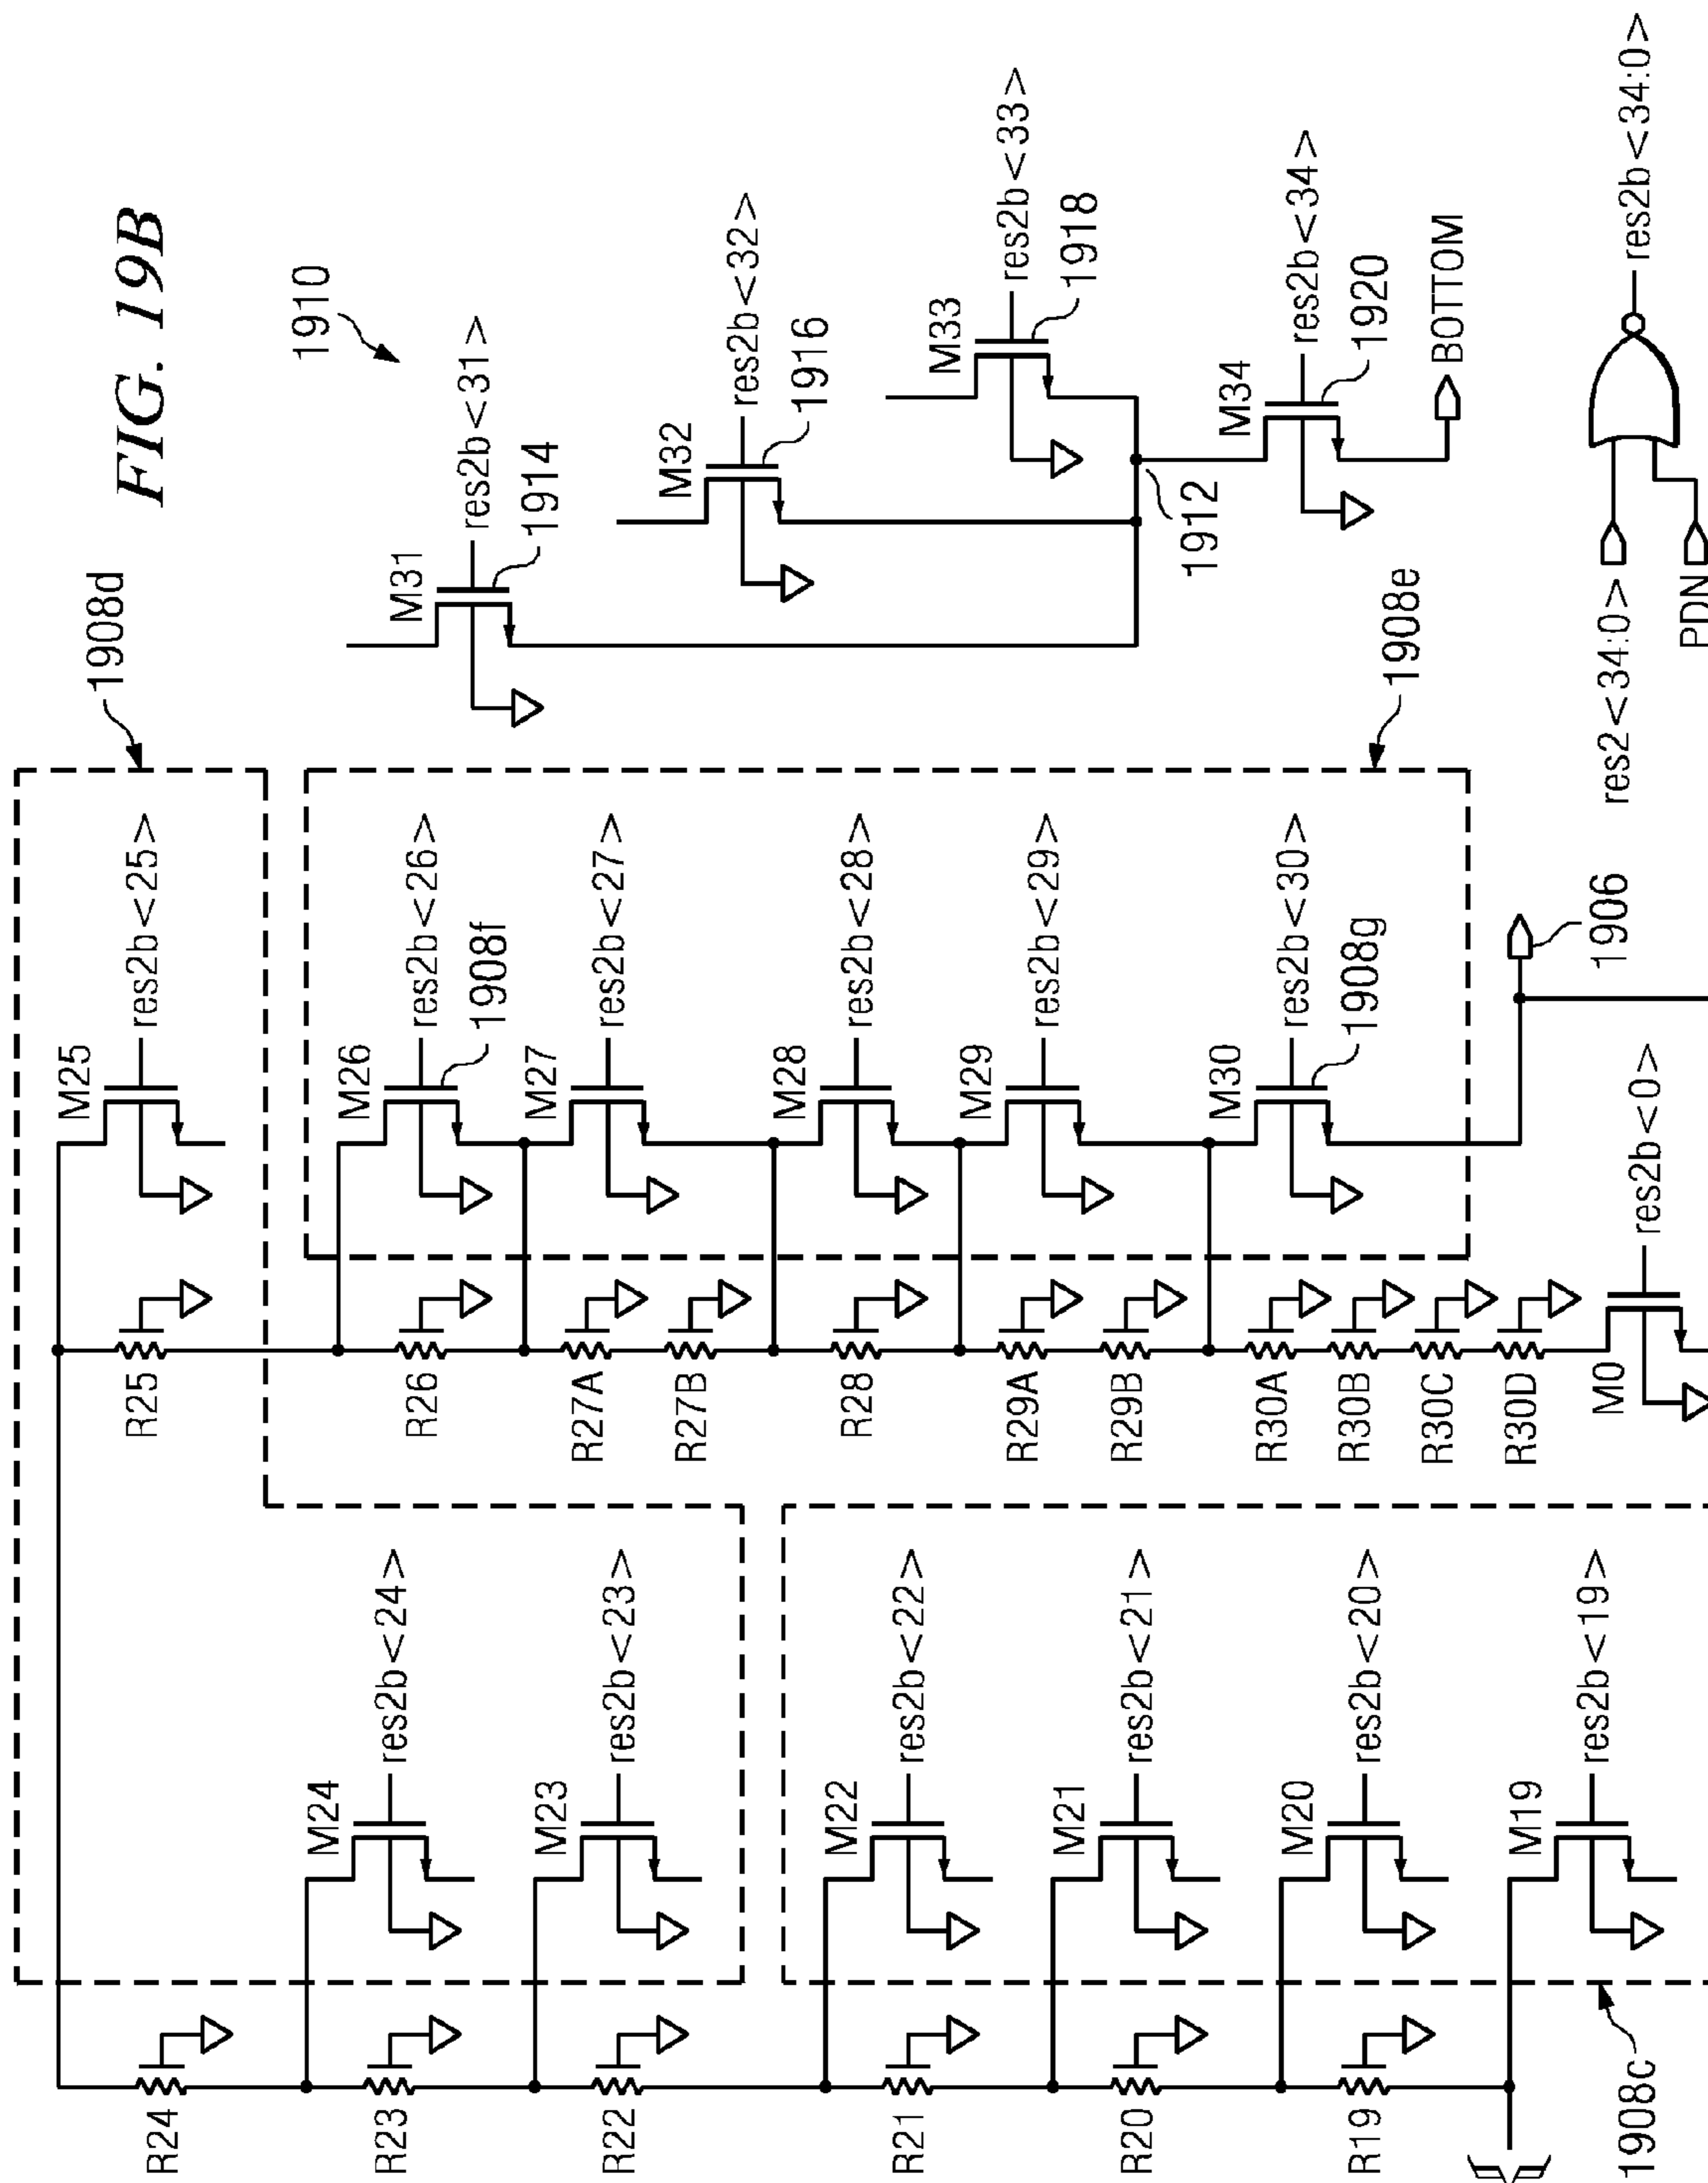 FIG. 19B
1908d
1910
M25
res2b<25>
R25
M31
res2b<31>
1914
M32
res2b<32>
1916
M33
res2b<33>
1918
M34
res2b<34>
1920
1912
BOTTOM
R24
M24
res2b<24>
R23
M23
res2b<23>
R22
R26
M26
res2b<26>
1908f
R27A
M27
res2b<27>
R27B
R28
M28
res2b<28>
R29A
M29
res2b<29>
R29B
R30A
M30
res2b<30>
1908g
R30B
R30C
R30D
1908e
M22
res2b<22>
R21
M21
res2b<21>
R20
M20
res2b<20>
R19
M19
res2b<19>
1908c
M0
res2b<0>
1906
res2<34:0>
PDN
res2b<34:0>